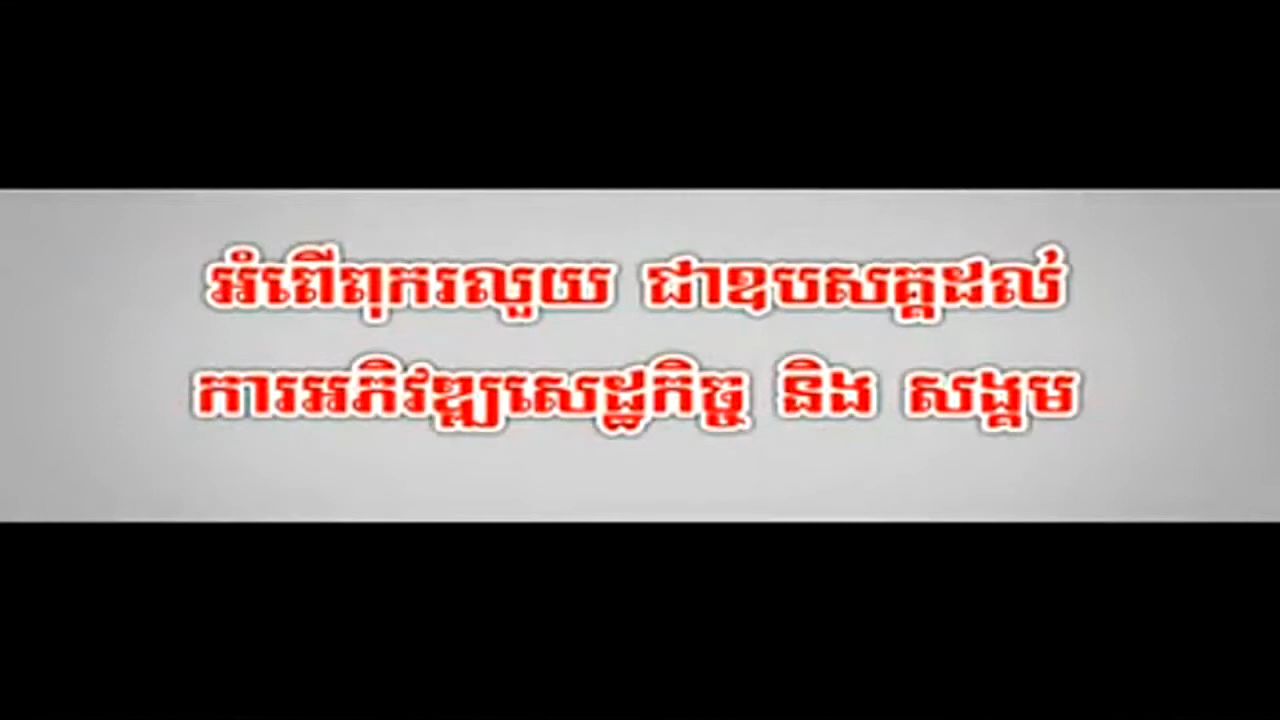 អំពើពុករលួយ ជាឧបសគ្គដល់
ការអភិវឌ្ឍសេដ្ឋកិច្ច និង សង្គម